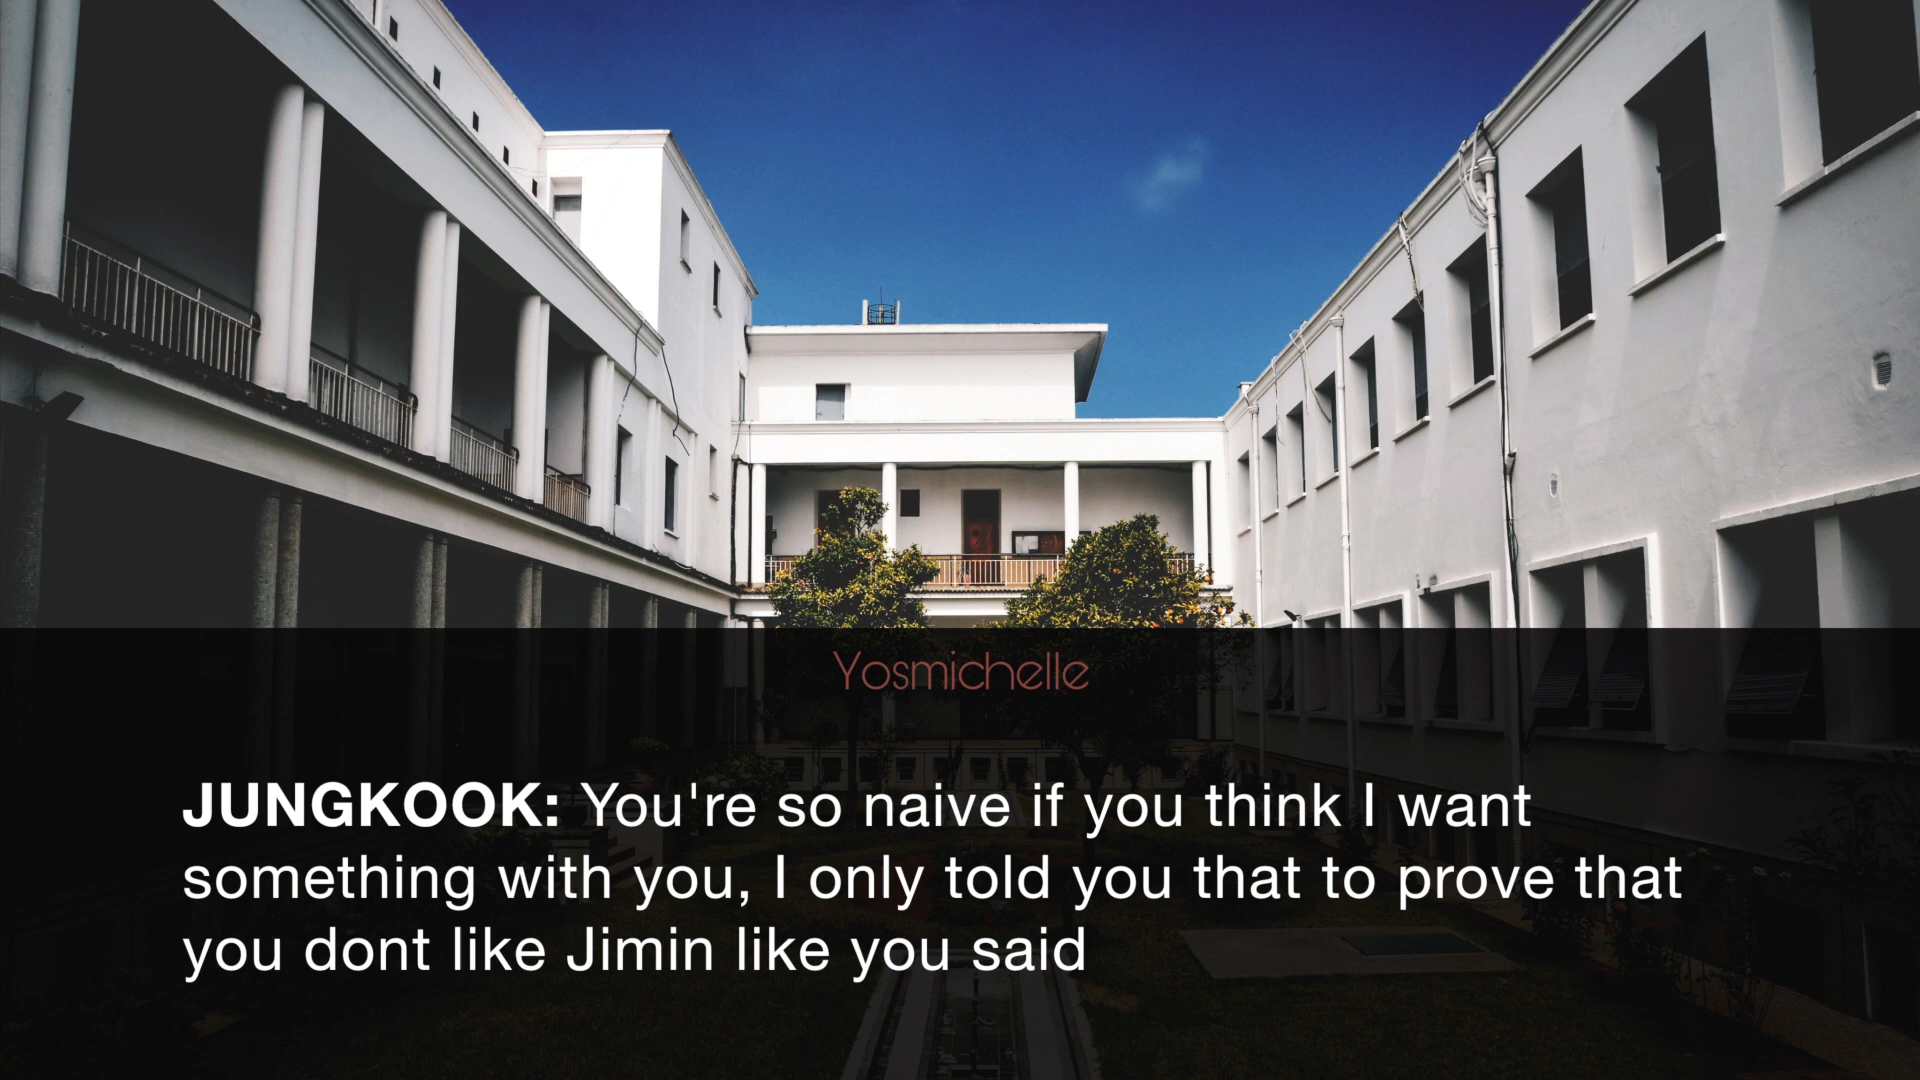 Yosmichelle
JUNGKOOK: You're so naive if you think I want
something with you, I only told you that to prove that
you dont like Jimin like you said